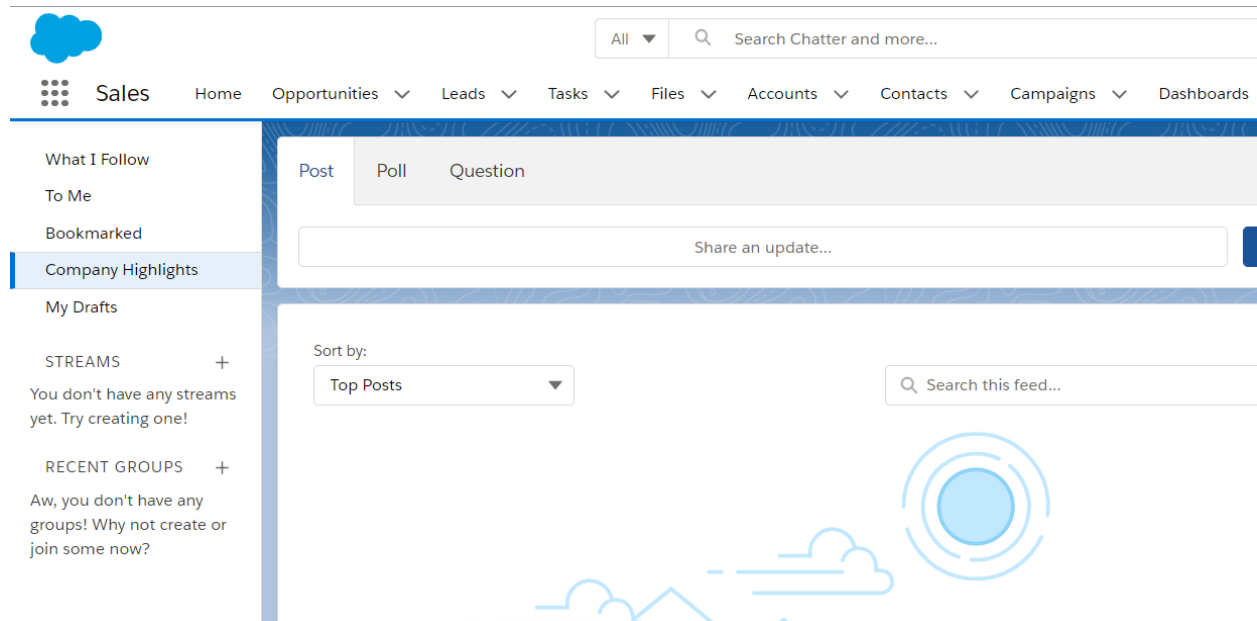 All Search Chatter and more...
Sales Home Opportunities Leads Tasks Files Accounts Contacts Campaigns Dashboards
What I Follow
To Me
Bookmarked
Company Highlights
My Drafts
STREAMS +
You don't have any streams
yet. Try creating one!
RECENT GROUPS +
Aw, you don't have any
groups! Why not create or
join some now?
Post Poll Question
Share an update...
Sort by:
Top Posts
Search this feed...